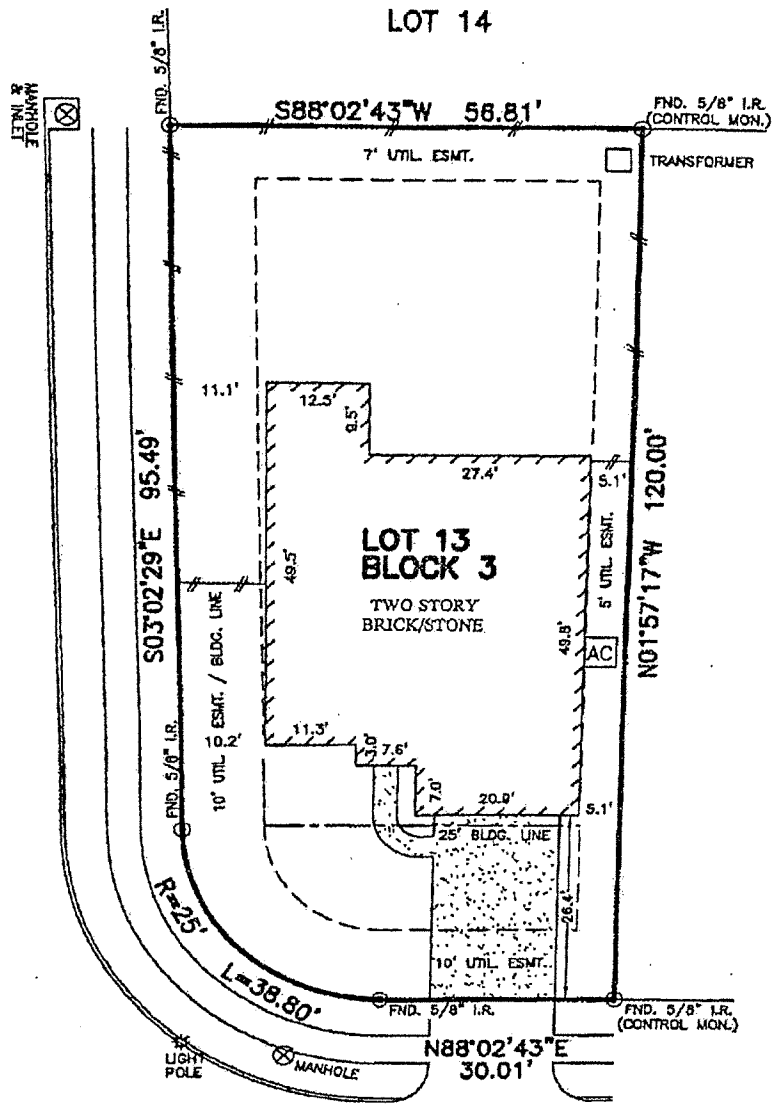 LOT 14
FND. 5/8" I.R.
MANHOLE
& INLET
S88°02'43"W 56.81'
FND. 5/8" I.R.
(CONTROL MON.)
7' UTIL. ESMT.
TRANSFORMER
11.1'
12.5'
9.5'
27.4'
5.1'
S03°02'29"E 95.49'
N01°57'17"W 120.00'
LOT 13
BLOCK 3
TWO STORY
BRICK/STONE
49.5'
5' UTIL. ESMT.
49.8'
AC
10' UTIL. ESMT. / BLDG. LINE
10.2'
11.3'
3.0'
7.6'
7.0'
20.9'
5.1'
FND. 5/8" I.R.
25' BLDG. LINE
26.4'
R=25'
L=38.80'
10' UTIL. ESMT.
FND. 5/8" I.R.
FND. 5/8" I.R.
(CONTROL MON.)
N88°02'43"E
30.01'
LIGHT
POLE
MANHOLE